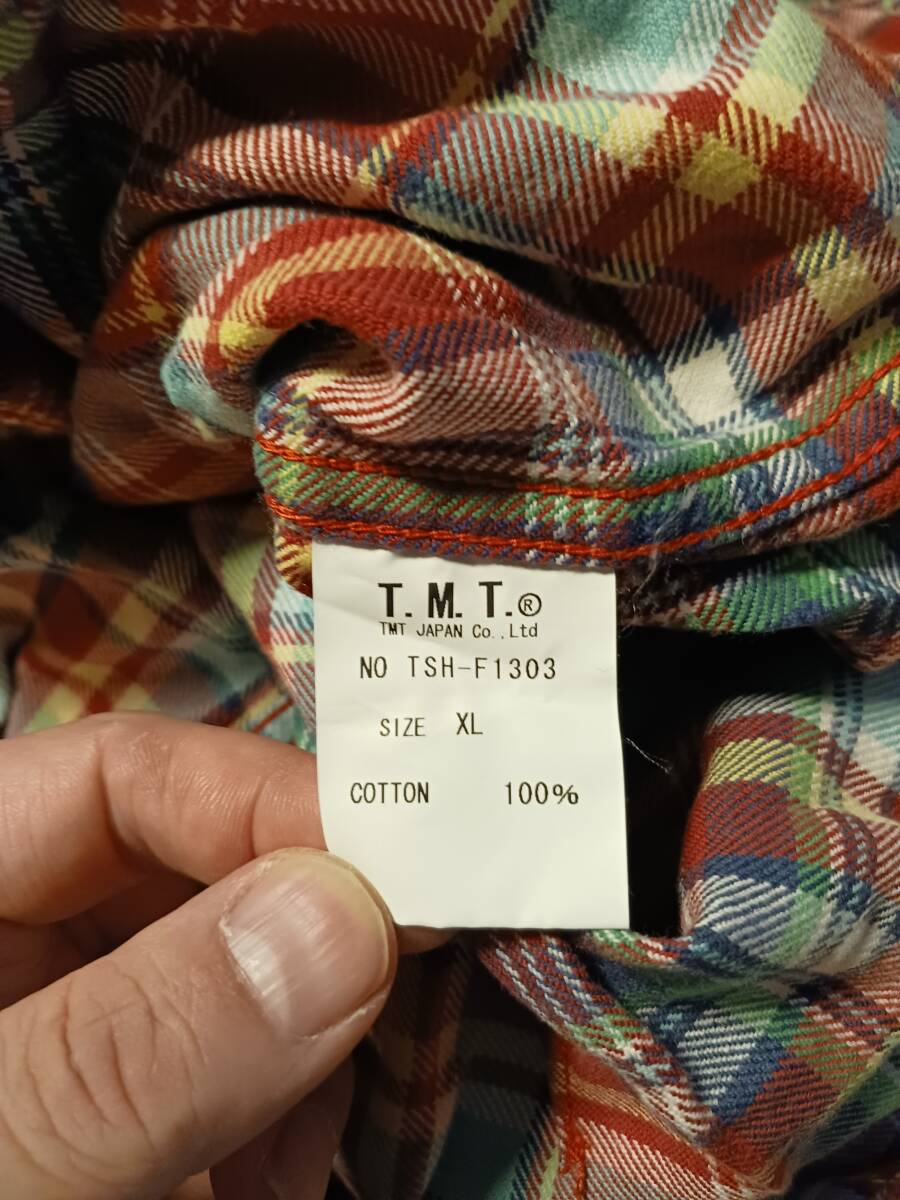 T.M.T.®
TMT JAPAN Co.,Ltd
NO TSH-F1303
SIZE XL
COTTON 100%